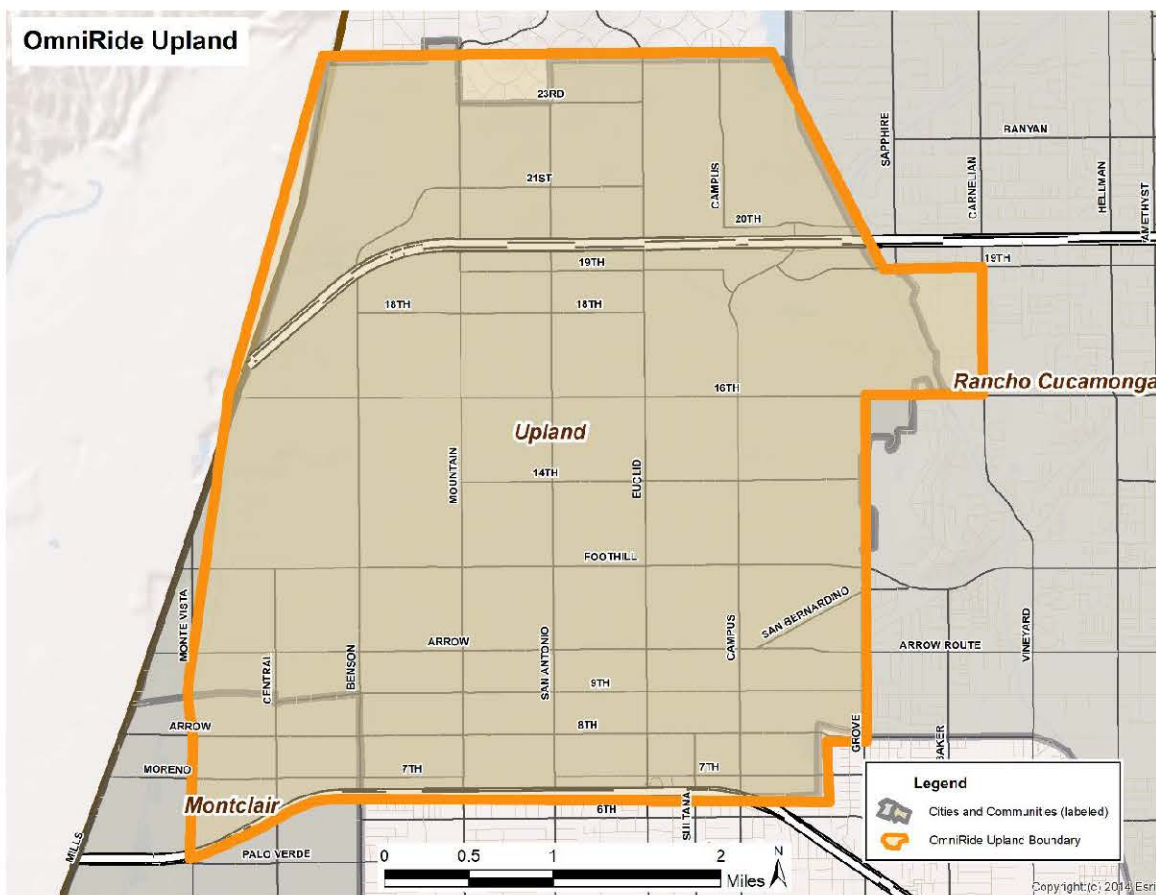 OmniRide Upland
23RD
BANYAN
SAPPHIRE
CARNELIAN
HELLMAN
AMETHYST
21ST
CAMPUS
20TH
19TH
19TH
18TH
18TH
16TH
Rancho Cucamonga
Upland
MOUNTAIN
14TH
EUCLID
FOOTHILL
MONTE VISTA
SAN BERNARDINO
CENTRAL
BENSON
ARROW
SAN ANTONIO
CAMPUS
ARROW ROUTE
VINEYARD
9TH
ARROW
8TH
GROVE
BAKER
MORENO
7TH
7TH
Montclair
6TH
SULTANA
MILLS
PALO VERDE
0 0.5 1 2
Miles
N
Legend
Cities and Communities (labeled)
OmniRide Upland Boundary
Copyright:(c) 2014 Esri